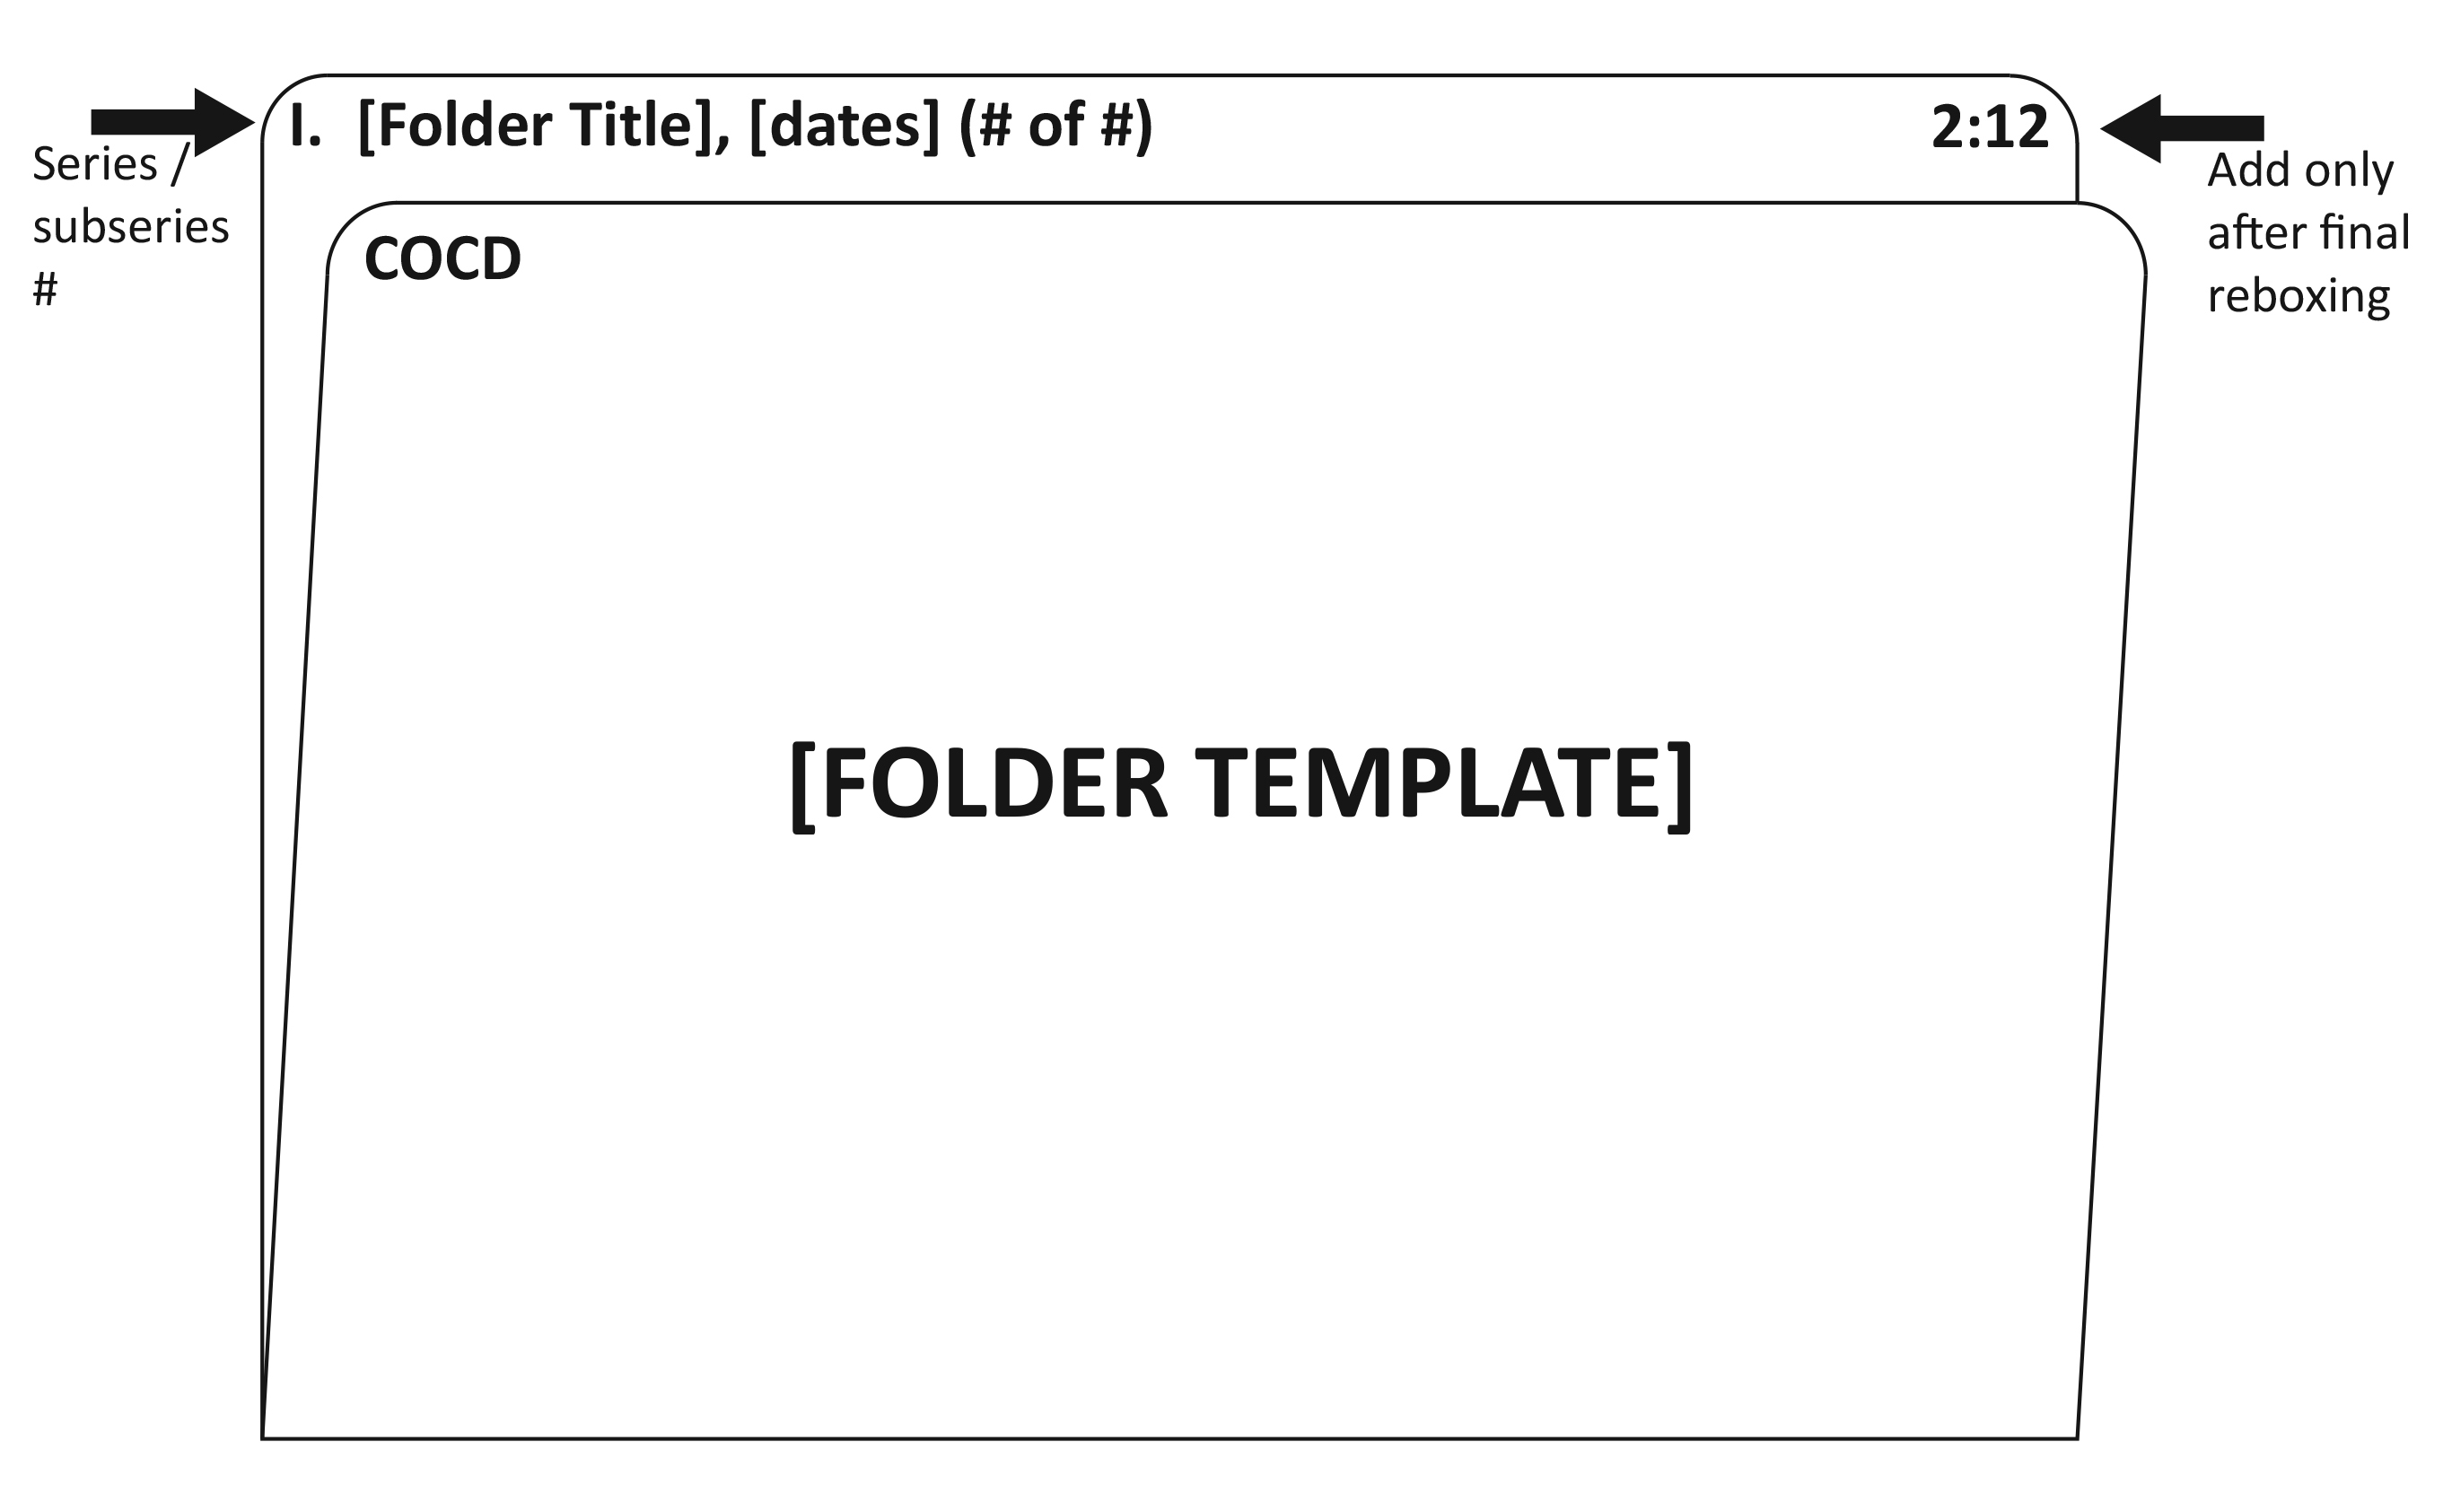 I. [Folder Title], [dates] (# of #) 2:12
Series /
subseries
#
Add only
after final
reboxing
COCD
[FOLDER TEMPLATE]